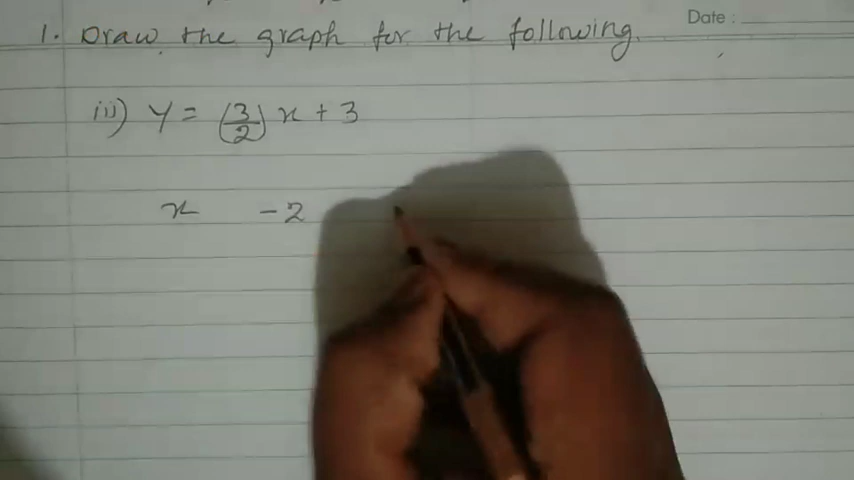 Date :
1. Draw the graph for the following.
iii) y = (3/2) x + 3
x -2